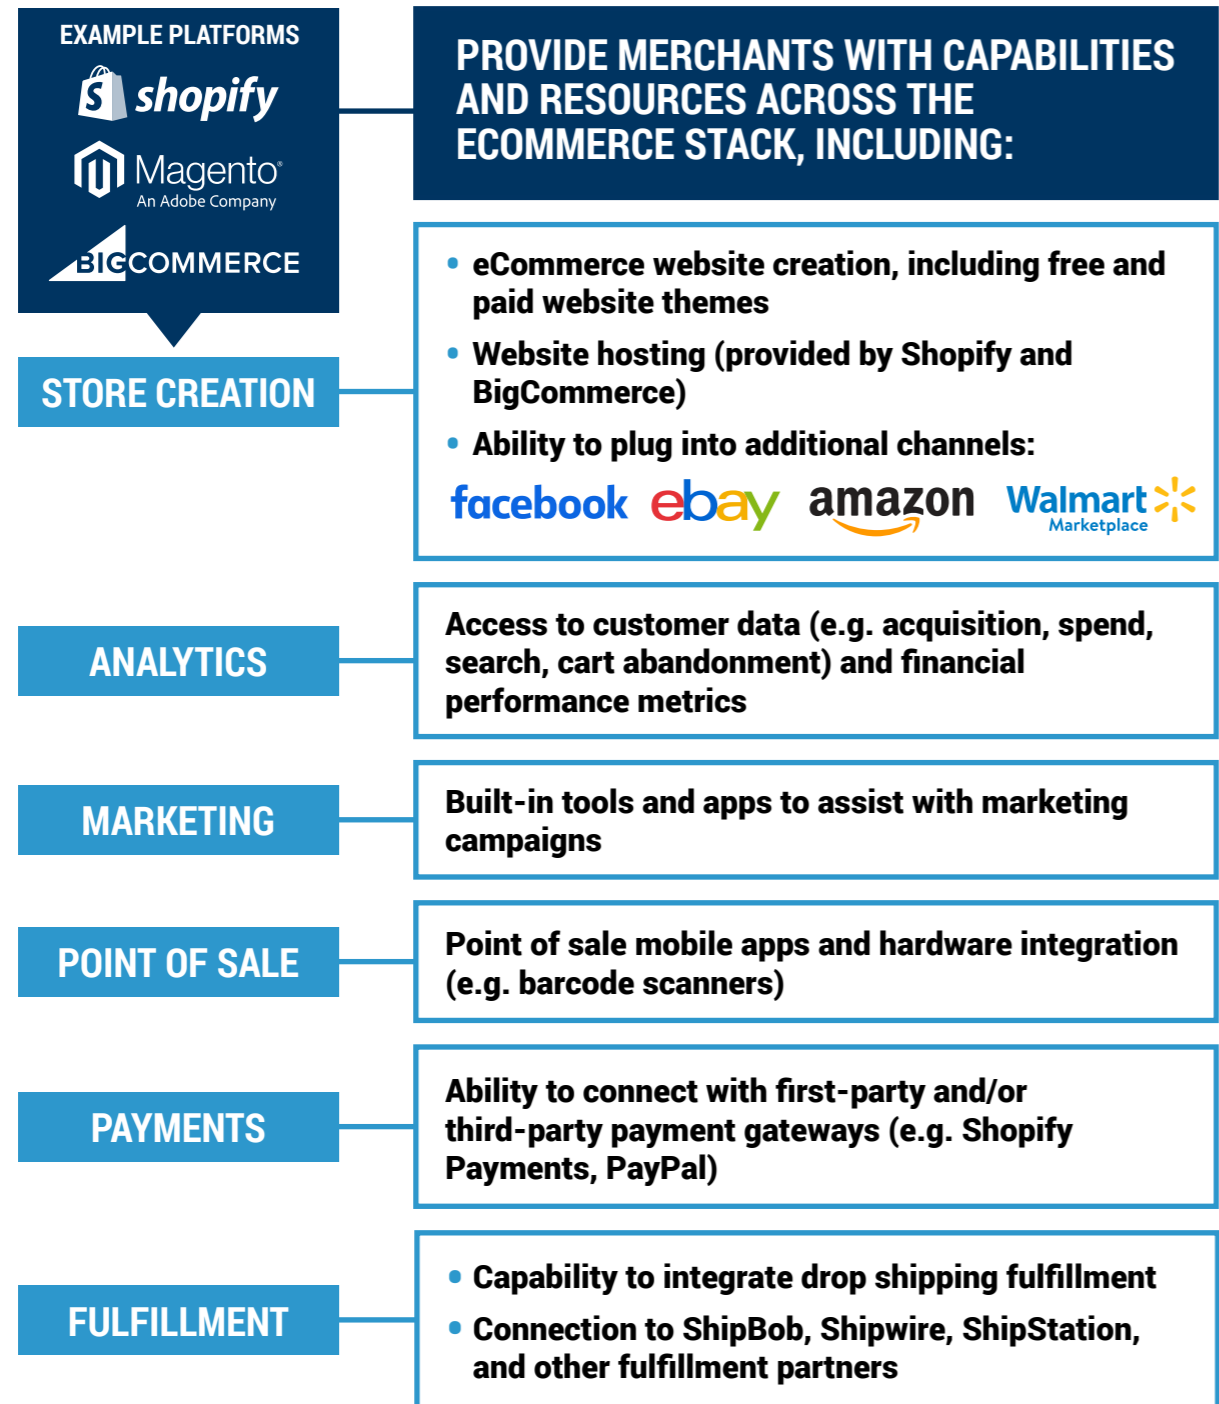 EXAMPLE PLATFORMS
shopify
Magento®
An Adobe Company
BIGCOMMERCE
PROVIDE MERCHANTS WITH CAPABILITIES
AND RESOURCES ACROSS THE
ECOMMERCE STACK, INCLUDING:
STORE CREATION
• eCommerce website creation, including free and
paid website themes
• Website hosting (provided by Shopify and
BigCommerce)
• Ability to plug into additional channels:
facebook ebay amazon Walmart
Marketplace
ANALYTICS
Access to customer data (e.g. acquisition, spend,
search, cart abandonment) and financial
performance metrics
MARKETING
Built-in tools and apps to assist with marketing
campaigns
POINT OF SALE
Point of sale mobile apps and hardware integration
(e.g. barcode scanners)
PAYMENTS
Ability to connect with first-party and/or
third-party payment gateways (e.g. Shopify
Payments, PayPal)
FULFILLMENT
• Capability to integrate drop shipping fulfillment
• Connection to ShipBob, Shipwire, ShipStation,
and other fulfillment partners